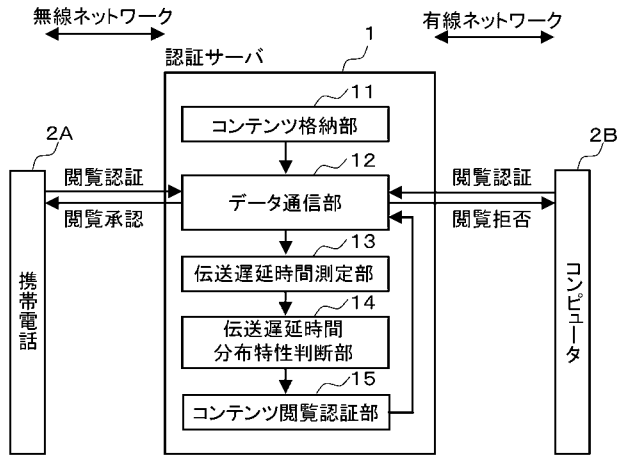 無線ネットワーク
有線ネットワーク
認証サーバ
1
11
コンテンツ格納部
2A
2B
12
閲覧認証
データ通信部
閲覧認証
閲覧承認
閲覧拒否
13
伝送遅延時間測定部
携帯電話
コンピュータ
14
伝送遅延時間
分布特性判断部
15
コンテンツ閲覧認証部